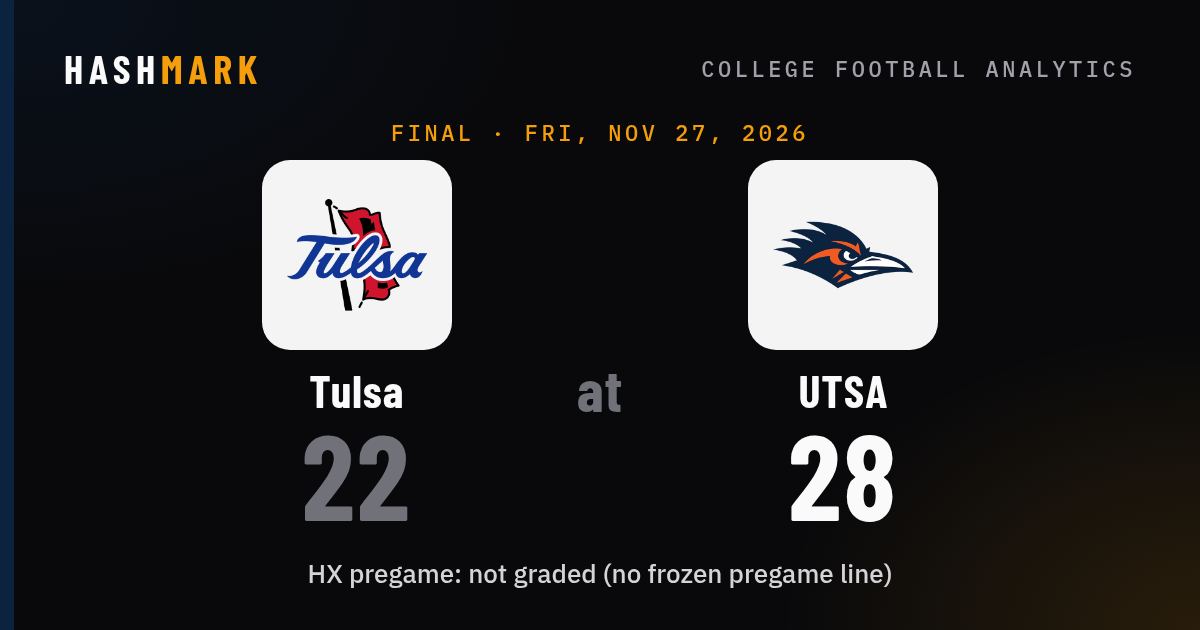 HASHMARK
COLLEGE FOOTBALL ANALYTICS
FINAL · FRI, NOV 27, 2026
Tulsa
Tulsa
at
UTSA
22
28
HX pregame: not graded (no frozen pregame line)